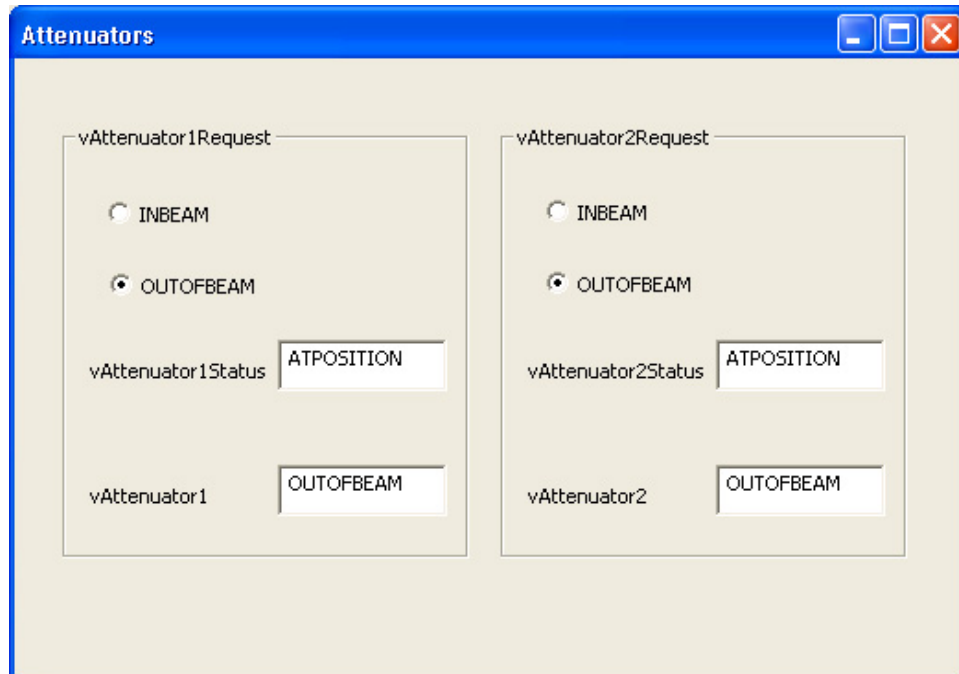 Attenuators
vAttenuator1Request
INBEAM
OUTOFBEAM
vAttenuator1Status ATPOSITION
vAttenuator1 OUTOFBEAM
vAttenuator2Request
INBEAM
OUTOFBEAM
vAttenuator2Status ATPOSITION
vAttenuator2 OUTOFBEAM